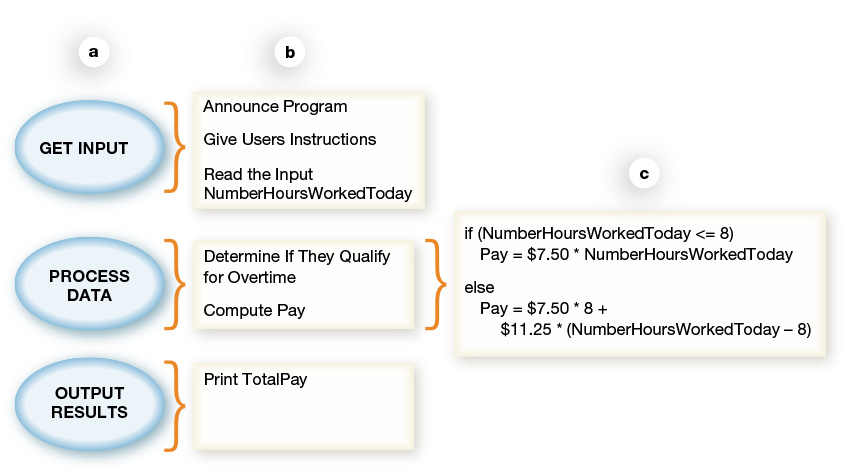 a
b
GET INPUT
Announce Program
Give Users Instructions
Read the Input
NumberHoursWorkedToday
c
PROCESS
DATA
Determine If They Qualify
for Overtime
Compute Pay
if (NumberHoursWorkedToday <= 8)
Pay = $7.50 * NumberHoursWorkedToday
else
Pay = $7.50 * 8 +
$11.25 * (NumberHoursWorkedToday – 8)
OUTPUT
RESULTS
Print TotalPay